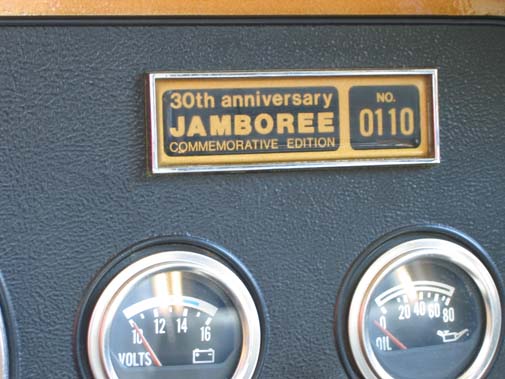 30th anniversary
JAMBOREE
COMMEMORATIVE EDITION
NO.
0110
10 12 14 16
VOLTS
0 20 40 60 80
OIL